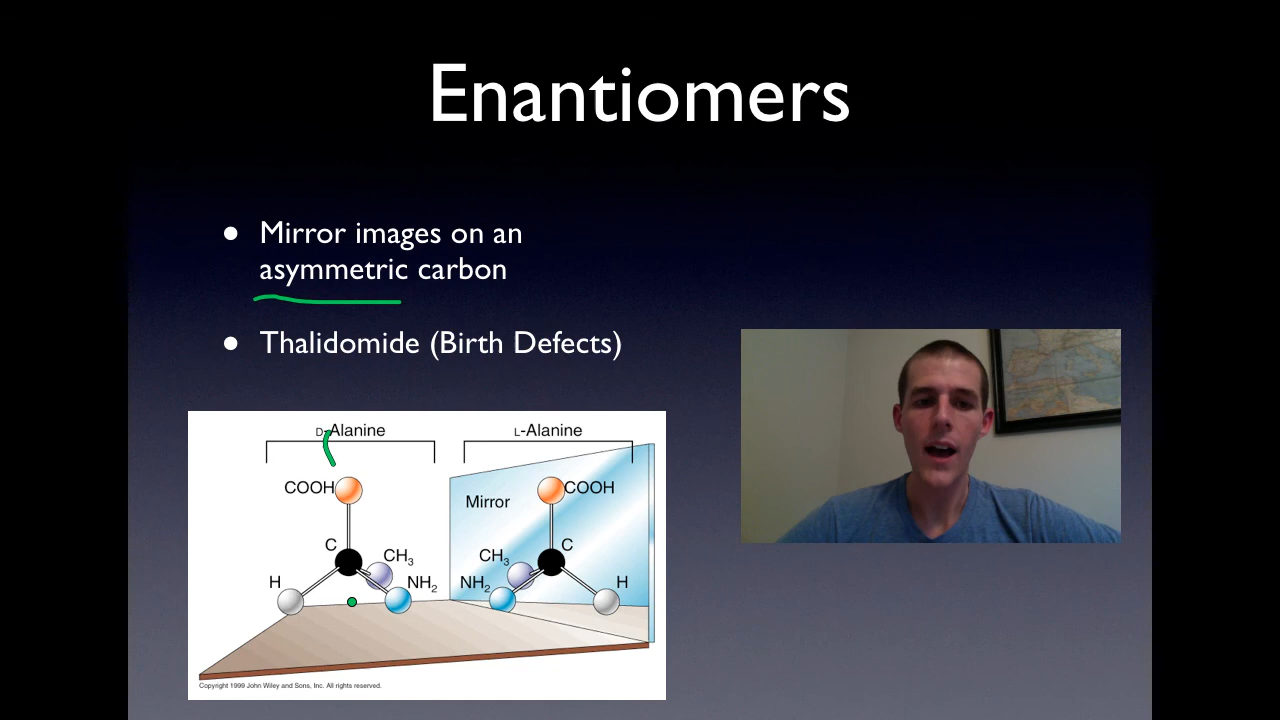 Enantiomers
• Mirror images on an
asymmetric carbon
• Thalidomide (Birth Defects)
D-Alanine
L-Alanine
COOH
Mirror
COOH
C
CH3
H
NH2
CH3
C
NH2
H
Copyright 1999 John Wiley and Sons, Inc. All rights reserved.